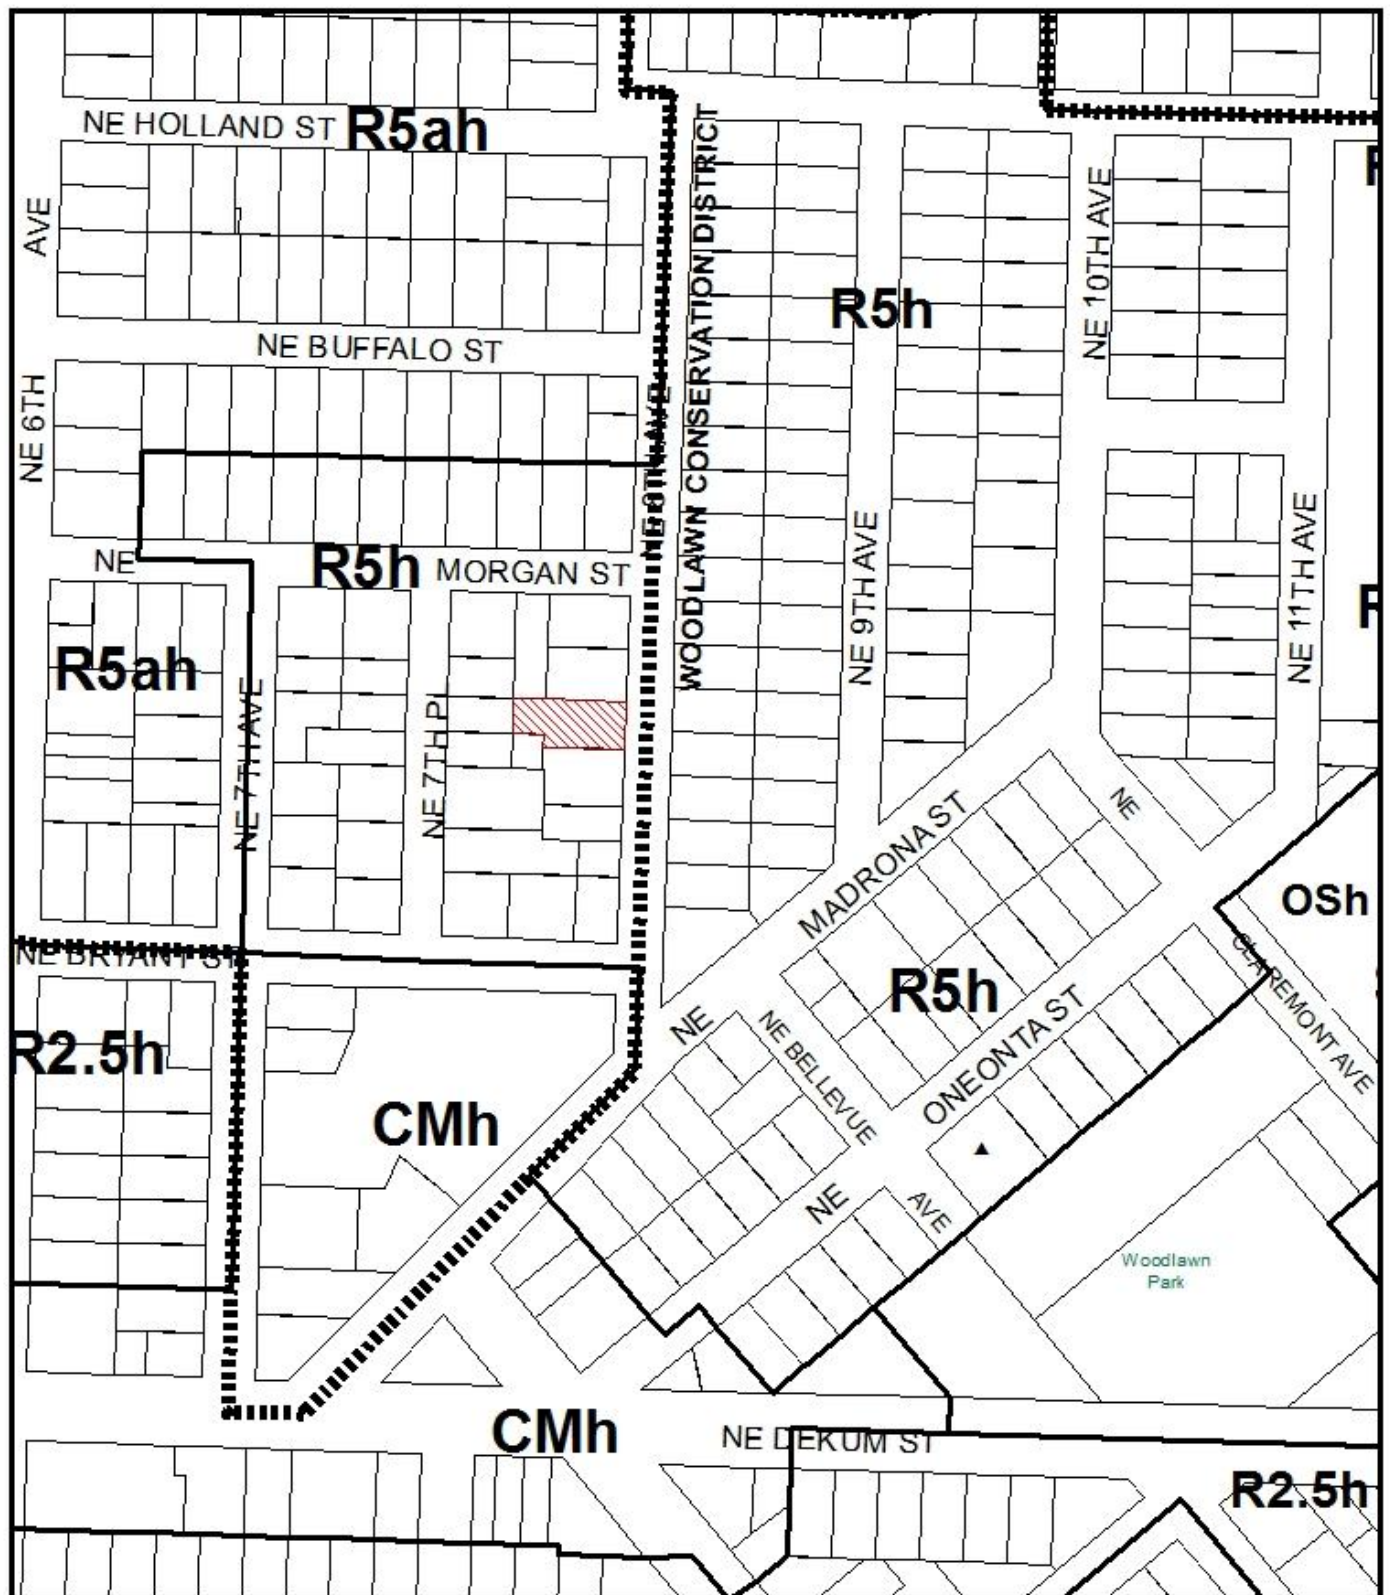 NE HOLLAND ST
R5ah
AVE
NE 6TH
NE BUFFALO ST
WOODLAWN CONSERVATION DISTRICT
R5h
NE 10TH AVE
NE 9TH AVE
NE 11TH AVE
NE
R5h
MORGAN ST
R5ah
NE 7TH AVE
NE 7TH PL
MADRONA ST
NE
OSh
NE BRYANT ST
R5h
CLAREMONT AVE
NE
NE BELLEVUE
ONEONTA ST
R2.5h
CMh
NE
AVE
Woodlawn
Park
CMh
NE DEKUM ST
R2.5h